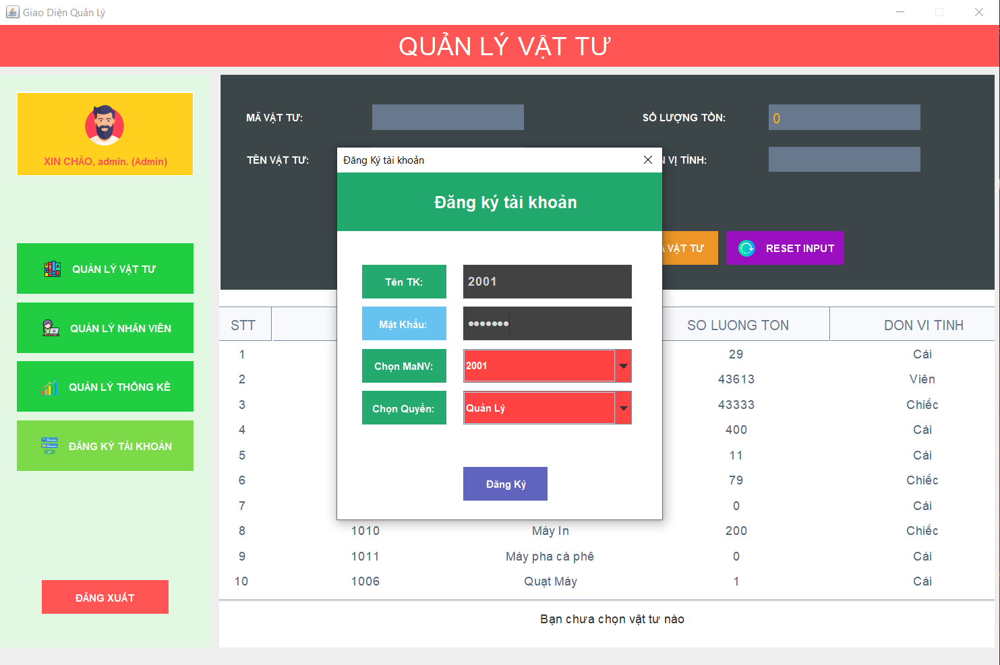 Giao Diện Quản Lý
QUẢN LÝ VẬT TƯ
XIN CHÀO, admin. (Admin)
QUẢN LÝ VẬT TƯ
QUẢN LÝ NHÂN VIÊN
QUẢN LÝ THỐNG KÊ
ĐĂNG KÝ TÀI KHOẢN
ĐĂNG XUẤT
MÃ VẬT TƯ:
SỐ LƯỢNG TỒN: 0
TÊN VẬT TƯ:
VỊ TÍNH:
VẬT TƯ
RESET INPUT
Đăng Ký tài khoản
Đăng ký tài khoản
Tên TK: 2001
Mật Khẩu: •••••••
Chọn MaNV: 2001
Chọn Quyền: Quản Lý
Đăng Ký
STT SO LUONG TON DON VI TINH
1 29 Cái
2 43613 Viên
3 43333 Chiếc
4 400 Cái
5 11 Cái
6 79 Chiếc
7 0 Cái
8 1010 Máy In 200 Chiếc
9 1011 Máy pha cà phê 0 Cái
10 1006 Quạt Máy 1 Cái
Bạn chưa chọn vật tư nào